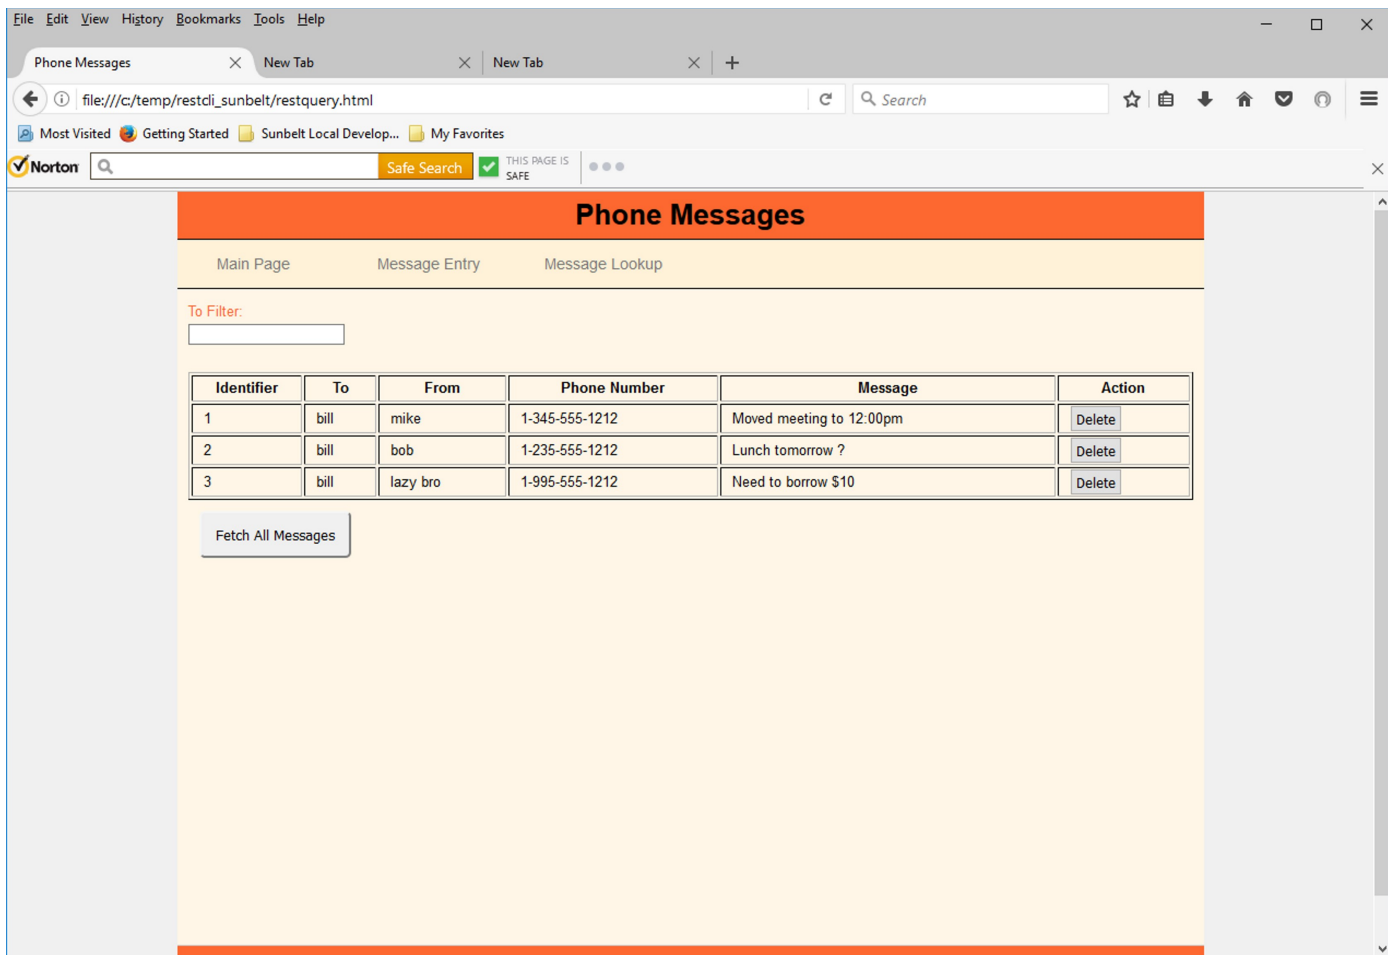 File Edit View History Bookmarks Tools Help
Phone Messages New Tab New Tab
file:///c:/temp/restcli_sunbelt/restquery.html Search
Most Visited Getting Started Sunbelt Local Develop... My Favorites
Norton Safe Search THIS PAGE IS
SAFE
Phone Messages
Main Page Message Entry Message Lookup
To Filter:
Identifier To From Phone Number Message Action
1 bill mike 1-345-555-1212 Moved meeting to 12:00pm Delete
2 bill bob 1-235-555-1212 Lunch tomorrow ? Delete
3 bill lazy bro 1-995-555-1212 Need to borrow $10 Delete
Fetch All Messages